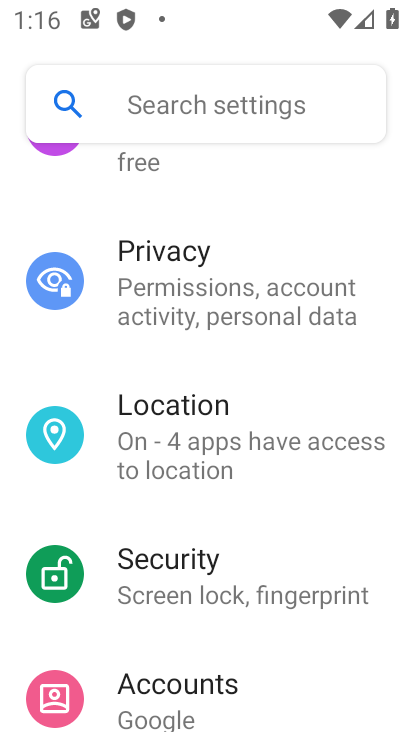 1:16
Search settings
free
Privacy
Permissions, account
activity, personal data
Location
On - 4 apps have access
to location
Security
Screen lock, fingerprint
Accounts
Google